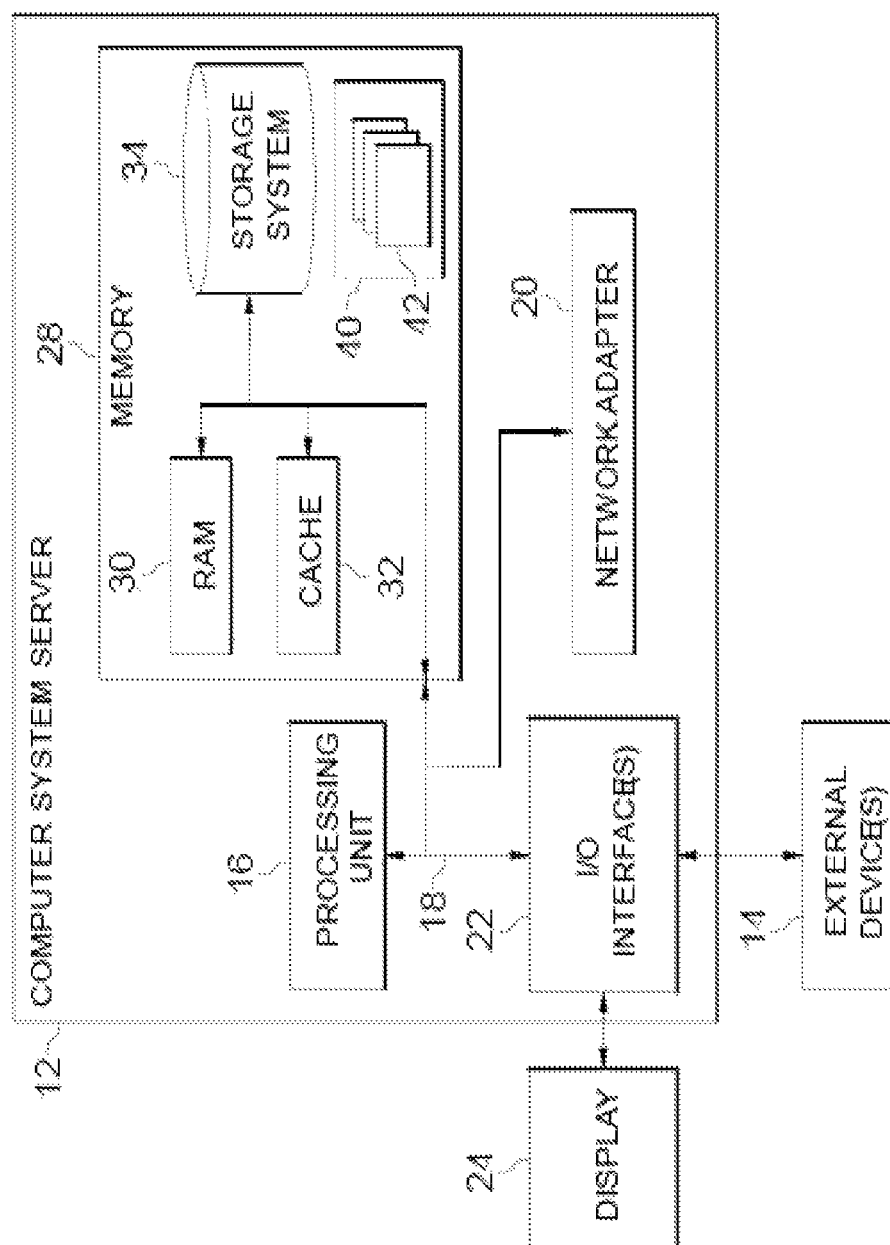 COMPUTER SYSTEM SERVER
12
28
MEMORY
30
RAM
34
STORAGE
SYSTEM
CACHE
32
40
42
16
PROCESSING
UNIT
18
20
NETWORK ADAPTER
22
I/O
INTERFACE(S)
24
DISPLAY
14
EXTERNAL
DEVICE(S)